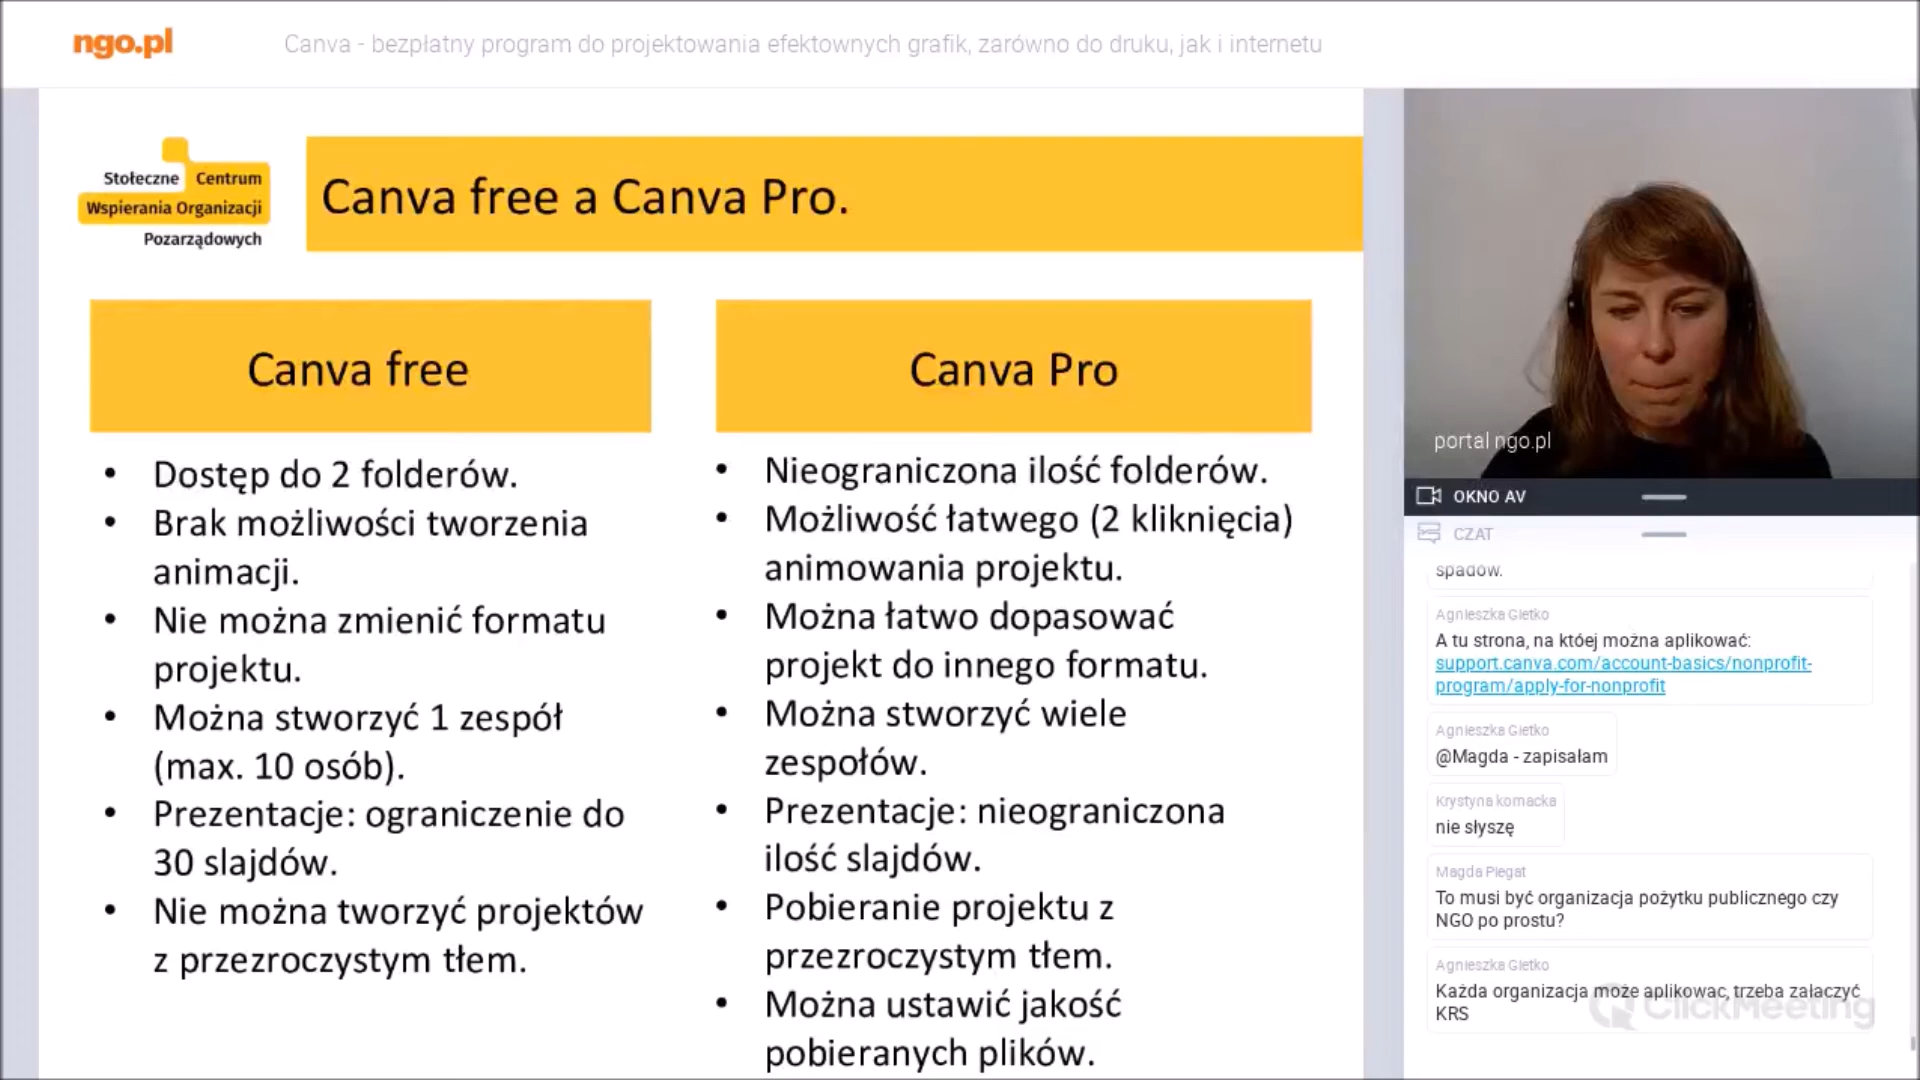 ngo.pl
Canva - bezpłatny program do projektowania efektownych grafik, zarówno do druku, jak i internetu
Stołeczne Centrum
Wspierania Organizacji
Pozarządowych
Canva free a Canva Pro.
Canva free
• Dostęp do 2 folderów.
• Brak możliwości tworzenia
animacji.
• Nie można zmienić formatu
projektu.
• Można stworzyć 1 zespół
(max. 10 osób).
• Prezentacje: ograniczenie do
30 slajdów.
• Nie można tworzyć projektów
z przezroczystym tłem.
Canva Pro
• Nieograniczona ilość folderów.
• Możliwość łatwego (2 kliknięcia)
animowania projektu.
• Można łatwo dopasować
projekt do innego formatu.
• Można stworzyć wiele
zespołów.
• Prezentacje: nieograniczona
ilość slajdów.
• Pobieranie projektu z
przezroczystym tłem.
• Można ustawić jakość
pobieranych plików.
portal ngo.pl
OKNO AV
CZAT
spadów.
Agnieszka Gietko
A tu strona, na któej można aplikować:
support.canva.com/account-basics/nonprofit-
program/apply-for-nonprofit
Agnieszka Gietko
@Magda - zapisałam
Krystyna komacka
nie słyszę
Magda Piegat
To musi być organizacja pożytku publicznego czy
NGO po prostu?
Agnieszka Gietko
Każda organizacja może aplikowac, trzeba załaczyć
KRS
ClickMeeting